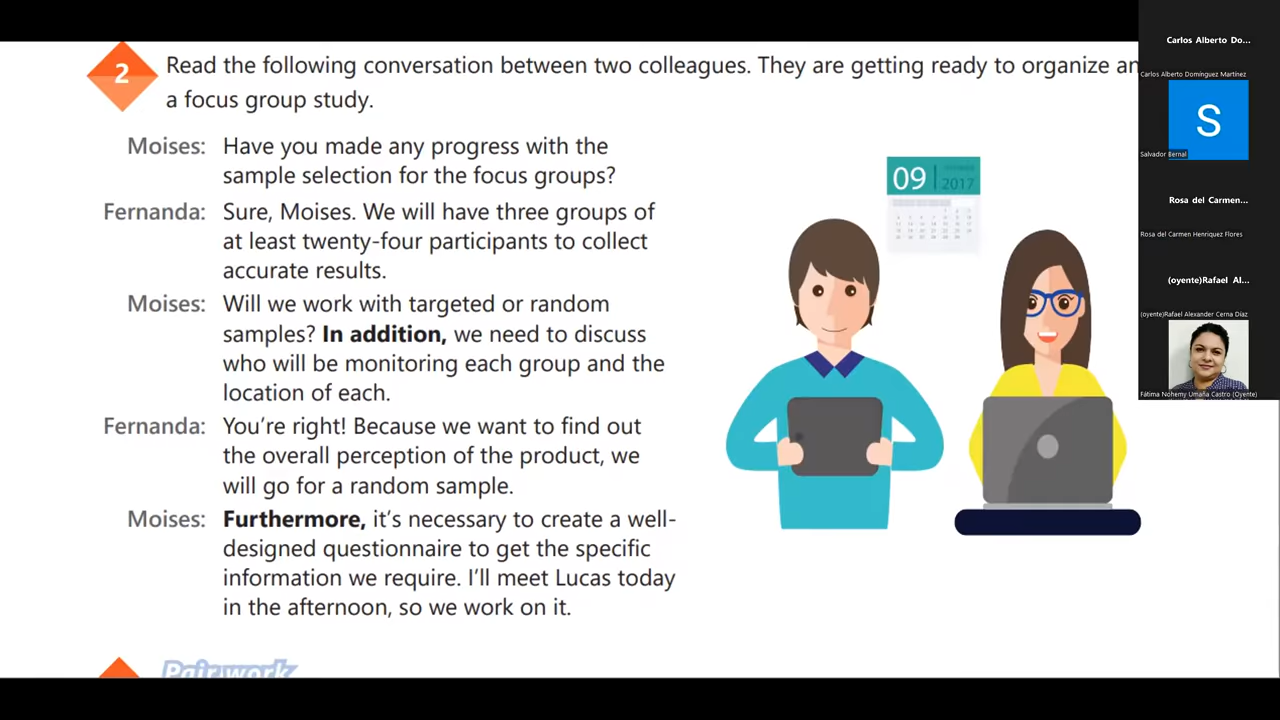 2
Read the following conversation between two colleagues. They are getting ready to organize an
a focus group study.
Moises: Have you made any progress with the
sample selection for the focus groups?
Fernanda: Sure, Moises. We will have three groups of
at least twenty-four participants to collect
accurate results.
Moises: Will we work with targeted or random
samples? In addition, we need to discuss
who will be monitoring each group and the
location of each.
Fernanda: You're right! Because we want to find out
the overall perception of the product, we
will go for a random sample.
Moises: Furthermore, it's necessary to create a well-
designed questionnaire to get the specific
information we require. I'll meet Lucas today
in the afternoon, so we work on it.
Pair work
09
2017
Carlos Alberto Do...
Carlos Alberto Domínguez Martínez
S
Salvador Bernal
Rosa del Carmen...
Rosa del Carmen Henriquez Flores
(oyente)Rafael Al...
(oyente)Rafael Alexander Cerna Díaz
Fátima Nohemy Umaña Castro (Oyente)